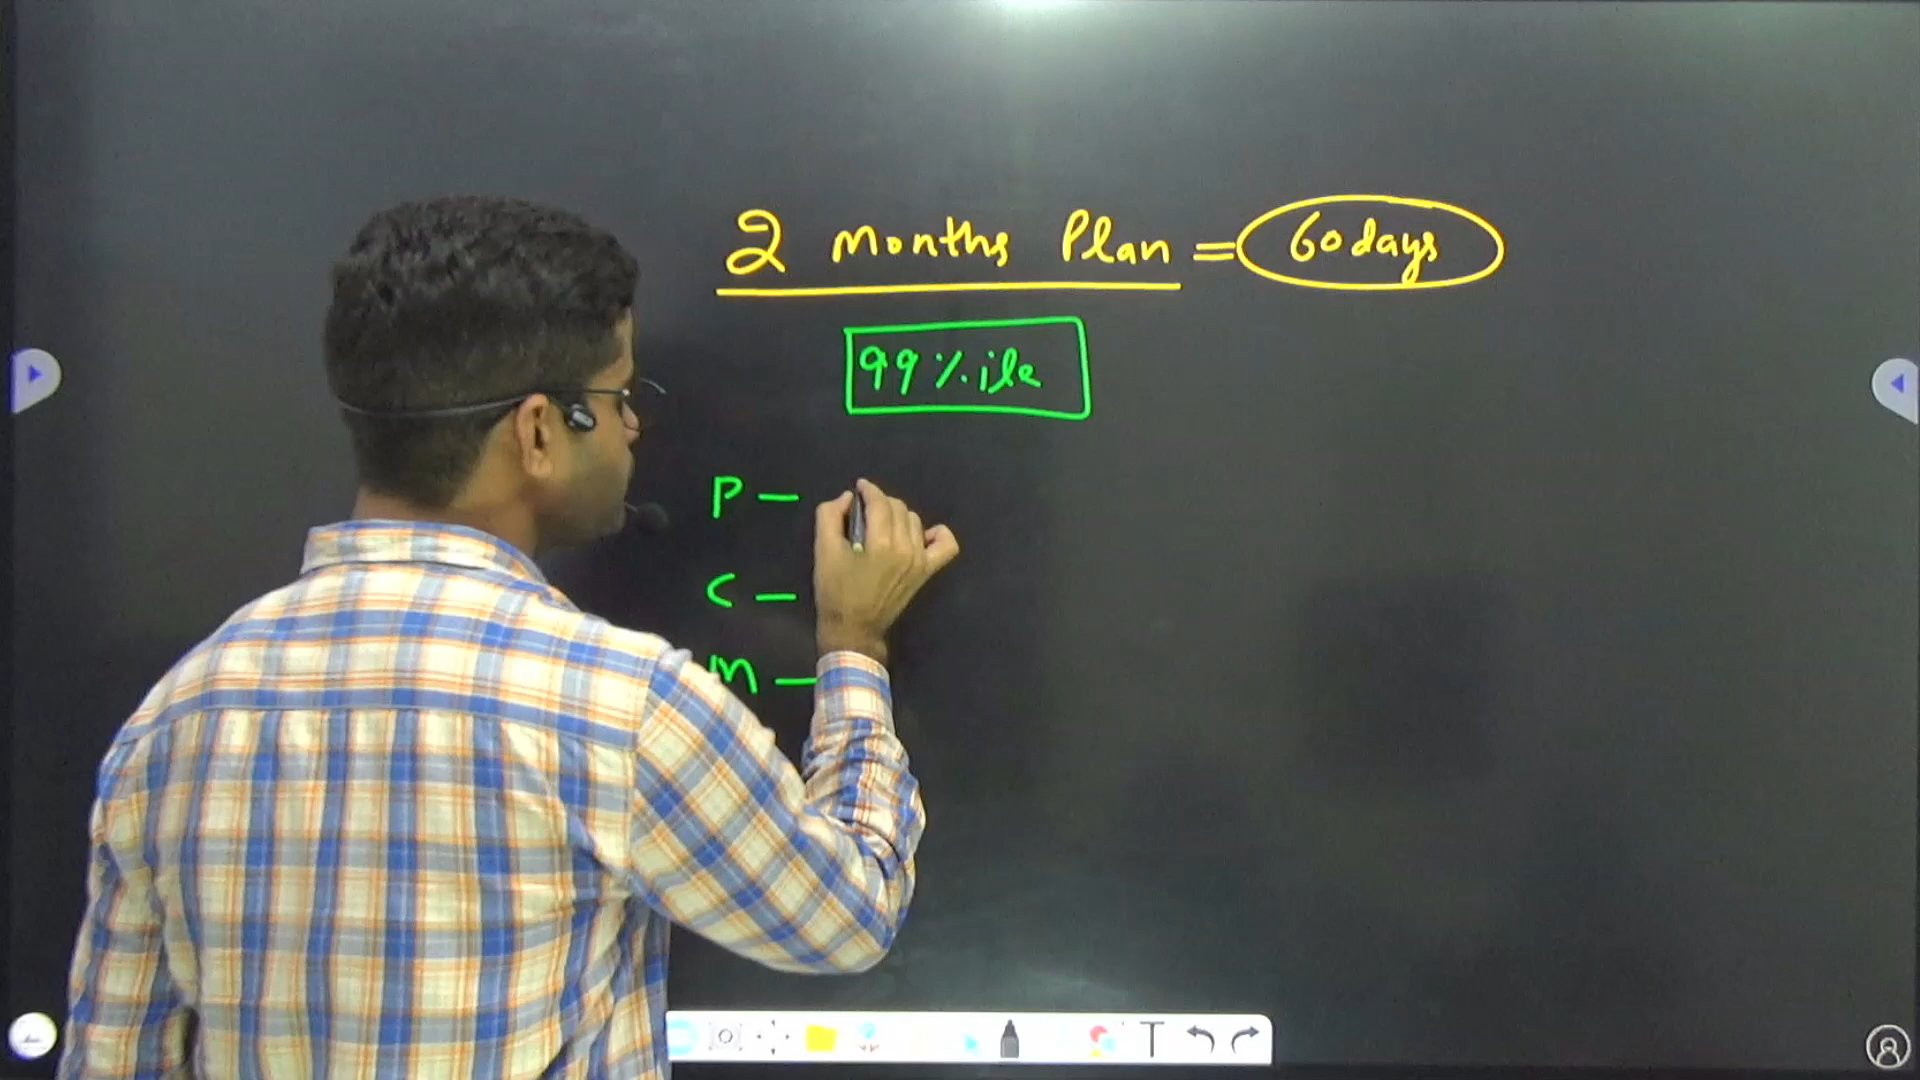 2 months Plan = 60 days
99%ile
P -
C -
M -
T